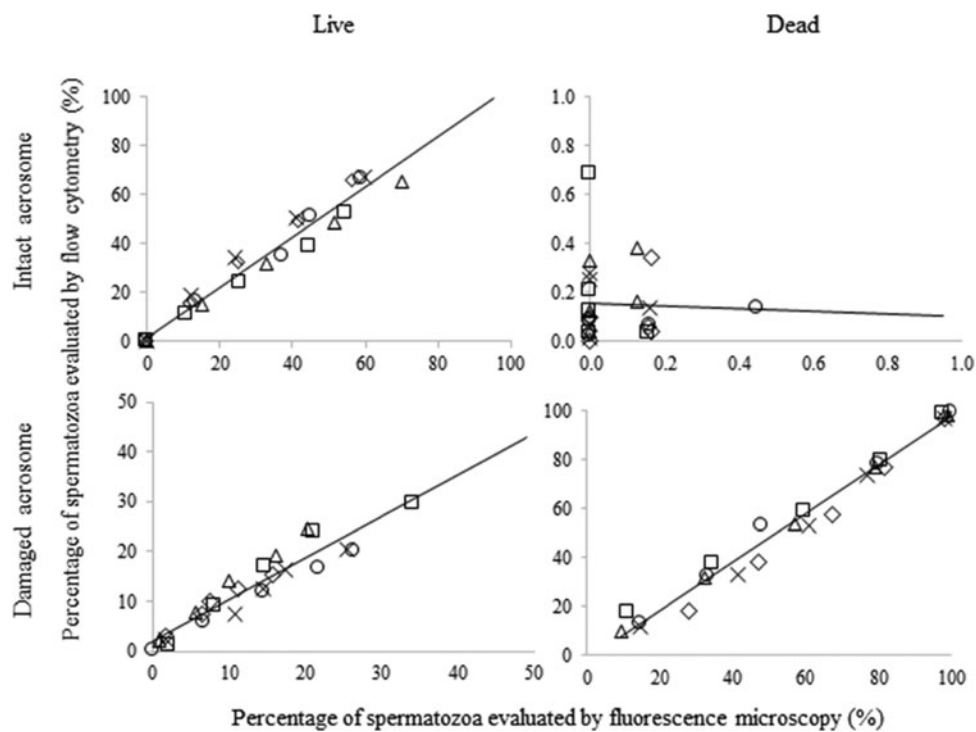 Live
Dead
Percentage of spermatozoa evaluated by flow cytometry (%)
Intact acrosome
100
80
60
40
20
0
0 20 40 60 80 100
1.0
0.8
0.6
0.4
0.2
0.0
0.0 0.2 0.4 0.6 0.8 1.0
Damaged acrosome
50
40
30
20
10
0
0 10 20 30 40 50
100
80
60
40
20
0
0 20 40 60 80 100
Percentage of spermatozoa evaluated by fluorescence microscopy (%)